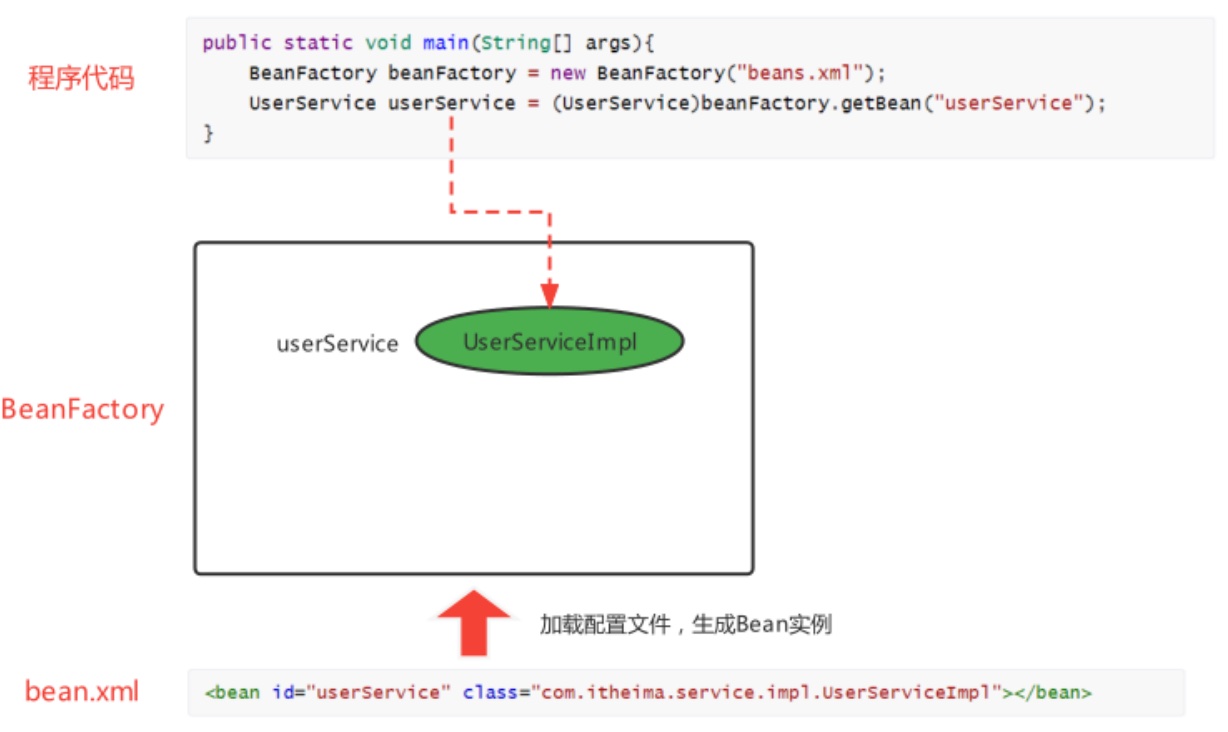 程序代码
public static void main(String[] args){
BeanFactory beanFactory = new BeanFactory("beans.xml");
UserService userService = (UserService)beanFactory.getBean("userService");
}
userService
UserServiceImpl
BeanFactory
加载配置文件，生成Bean实例
bean.xml
<bean id="userService" class="com.itheima.service.impl.UserServiceImpl"></bean>